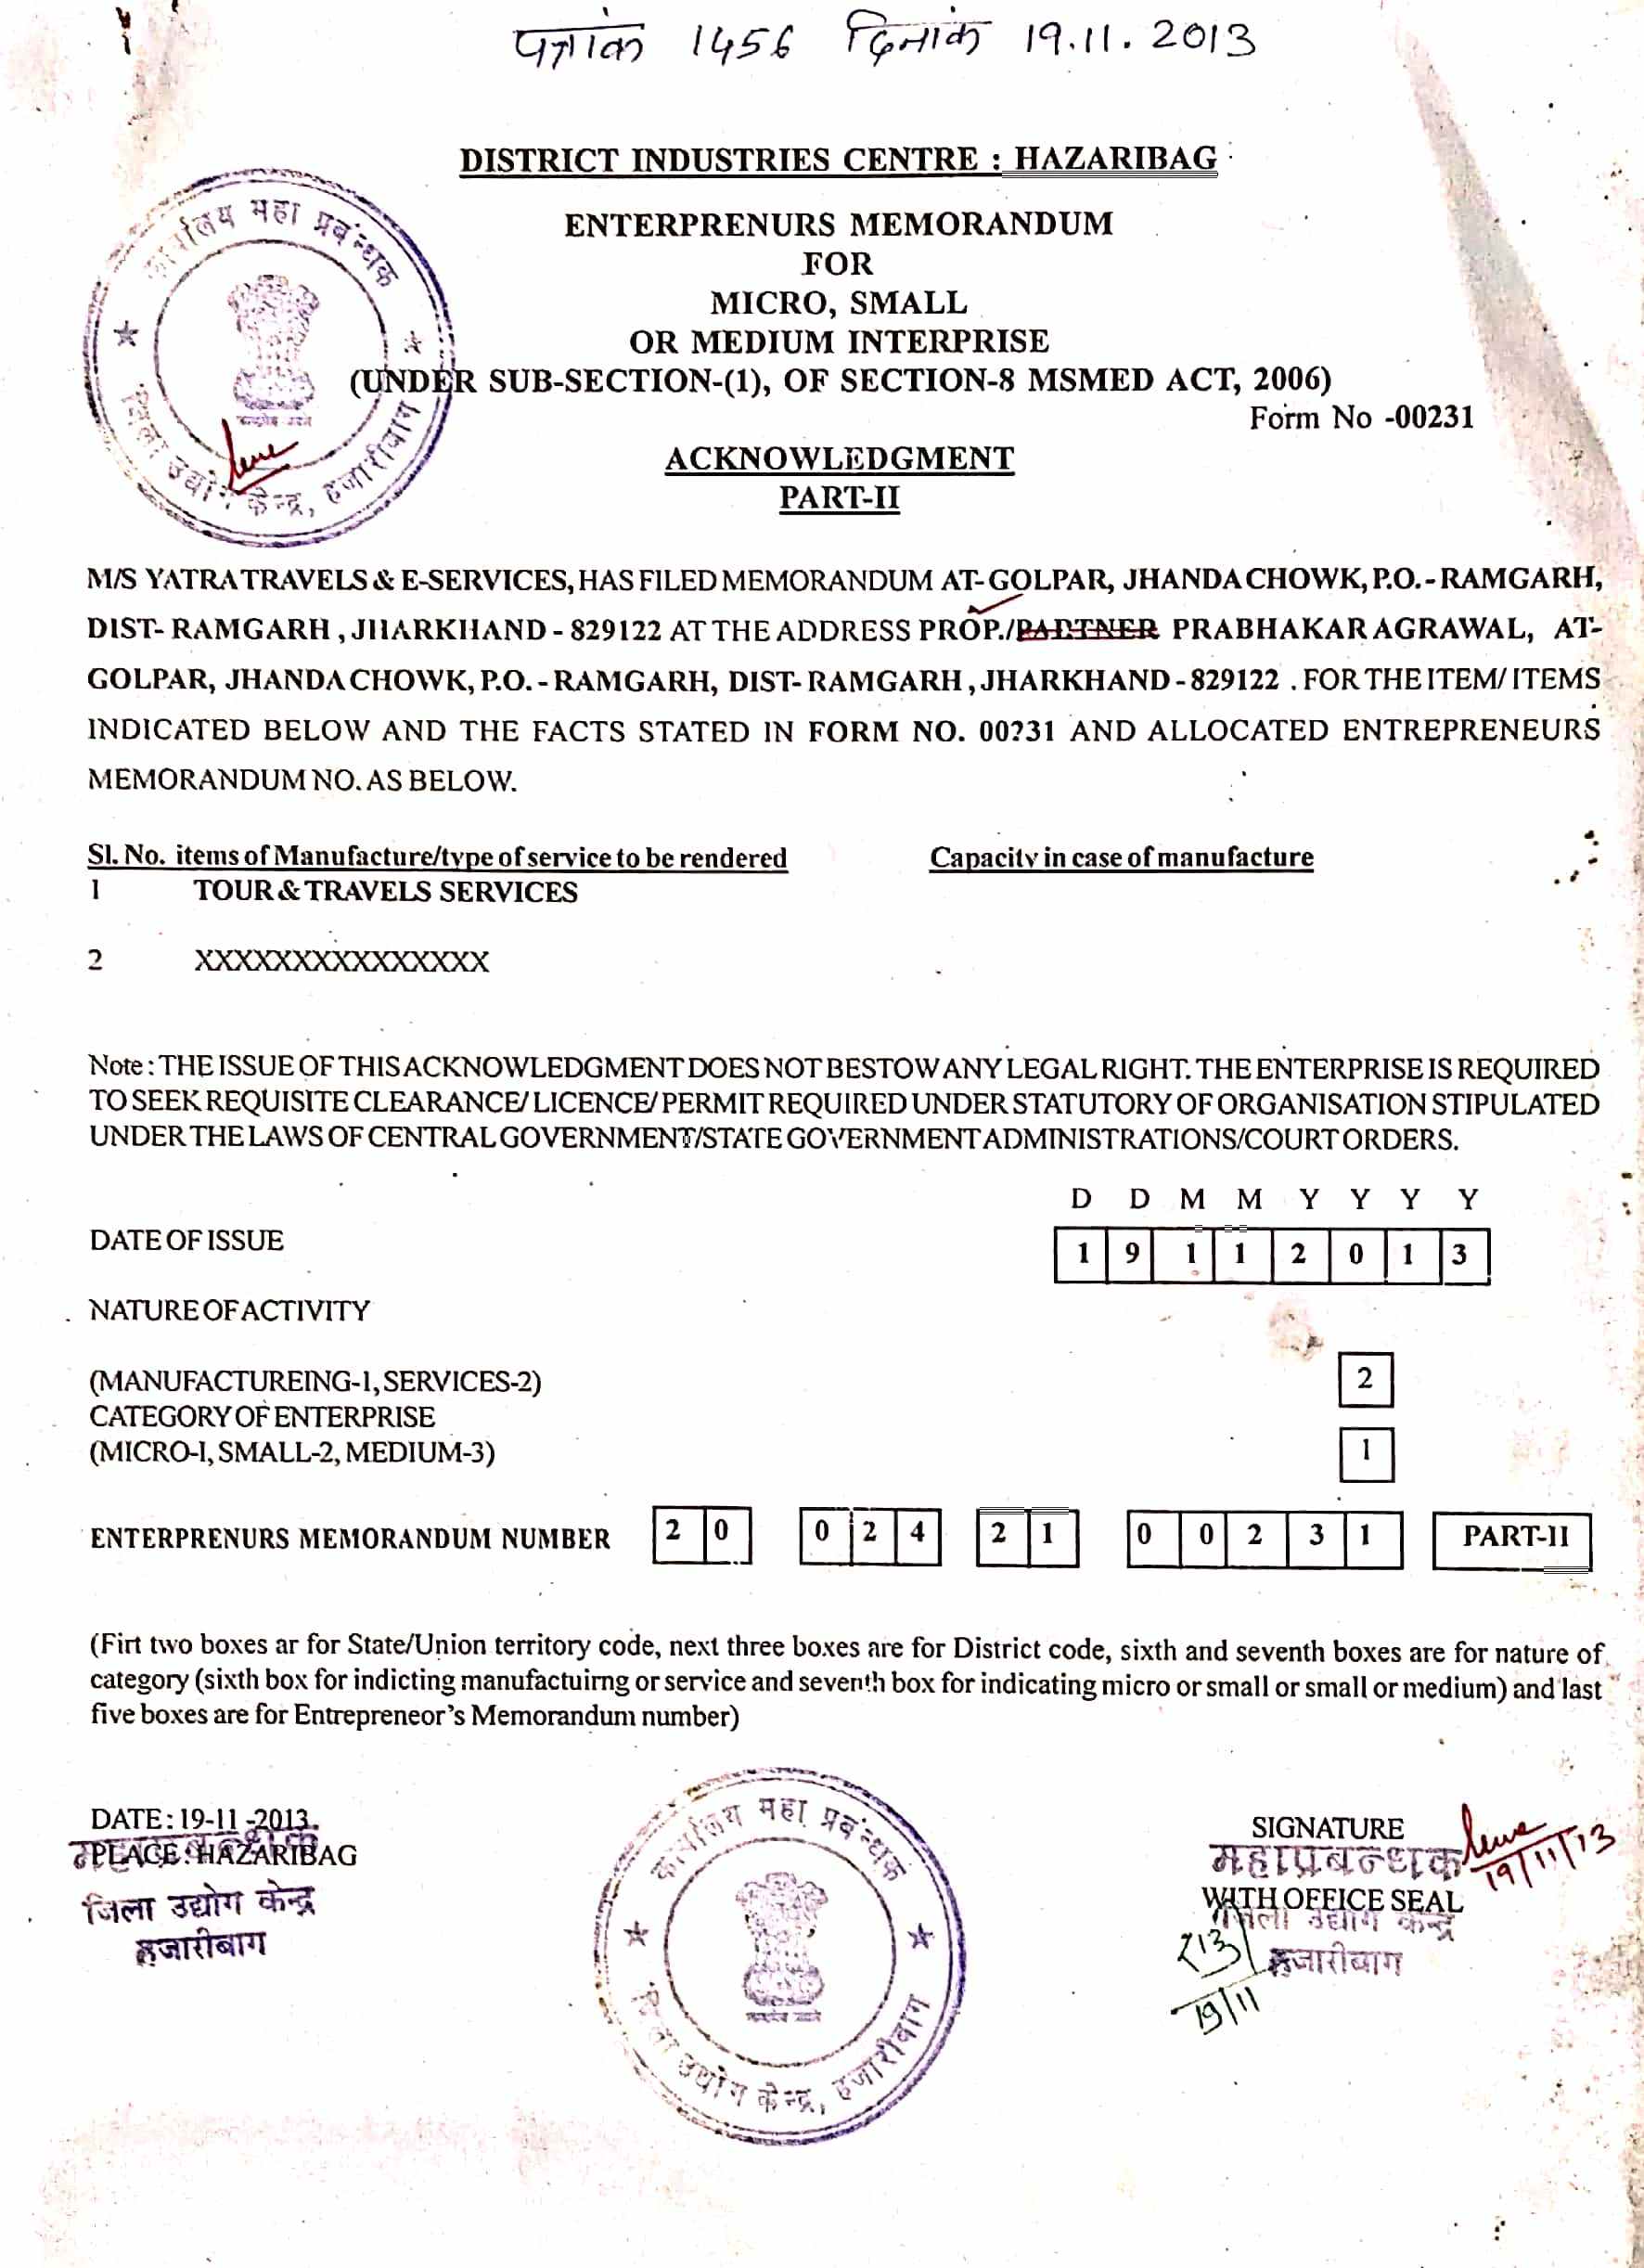 पत्रांक 1456 दिनांक 19.11.2013
DISTRICT INDUSTRIES CENTRE : HAZARIBAG
ENTERPRENURS MEMORANDUM
FOR
MICRO, SMALL
OR MEDIUM INTERPRISE
(UNDER SUB-SECTION-(1), OF SECTION-8 MSMED ACT, 2006)
Form No -00231
ACKNOWLEDGMENT
PART-II
कार्यालय महा प्रबंन्धक
जिला उद्योग केन्द्र, हजारीबाग
M/S YATRA TRAVELS & E-SERVICES, HAS FILED MEMORANDUM AT- GOLPAR, JHANDA CHOWK, P.O. - RAMGARH,
DIST- RAMGARH , JHARKHAND - 829122 AT THE ADDRESS PROP./PARTNER PRABHAKAR AGRAWAL, AT-
GOLPAR, JHANDA CHOWK, P.O. - RAMGARH, DIST- RAMGARH , JHARKHAND - 829122 . FOR THE ITEM/ ITEMS
INDICATED BELOW AND THE FACTS STATED IN FORM NO. 00231 AND ALLOCATED ENTREPRENEURS
MEMORANDUM NO. AS BELOW.
Sl. No. items of Manufacture/type of service to be rendered Capacity in case of manufacture
1 TOUR & TRAVELS SERVICES
2 XXXXXXXXXXXXXXX
Note : THE ISSUE OF THIS ACKNOWLEDGMENT DOES NOT BESTOW ANY LEGAL RIGHT. THE ENTERPRISE IS REQUIRED
TO SEEK REQUISITE CLEARANCE/ LICENCE/ PERMIT REQUIRED UNDER STATUTORY OF ORGANISATION STIPULATED
UNDER THE LAWS OF CENTRAL GOVERNMENT/STATE GOVERNMENT ADMINISTRATIONS/COURT ORDERS.
D D M M Y Y Y Y
DATE OF ISSUE 1 9 1 1 2 0 1 3
NATURE OF ACTIVITY
(MANUFACTUREING-1, SERVICES-2) 2
CATEGORY OF ENTERPRISE
(MICRO-1, SMALL-2, MEDIUM-3) 1
ENTERPRENURS MEMORANDUM NUMBER 2 0 0 2 4 2 1 0 0 2 3 1 PART-II
(Firt two boxes ar for State/Union territory code, next three boxes are for District code, sixth and seventh boxes are for nature of
category (sixth box for indicting manufactuirng or service and seventh box for indicating micro or small or small or medium) and last
five boxes are for Entrepreneor's Memorandum number)
DATE : 19-11-2013.
महाप्रबन्धक
PLACE : HAZARIBAG
जिला उद्योग केन्द्र
हजारीबाग
कार्यालय महा प्रबंन्धक
जिला उद्योग केन्द्र, हजारीबाग
SIGNATURE
19/11/13
महाप्रबन्धक
WITH OFFICE SEAL
जिला उद्योग केन्द्र
हजारीबाग
19/11